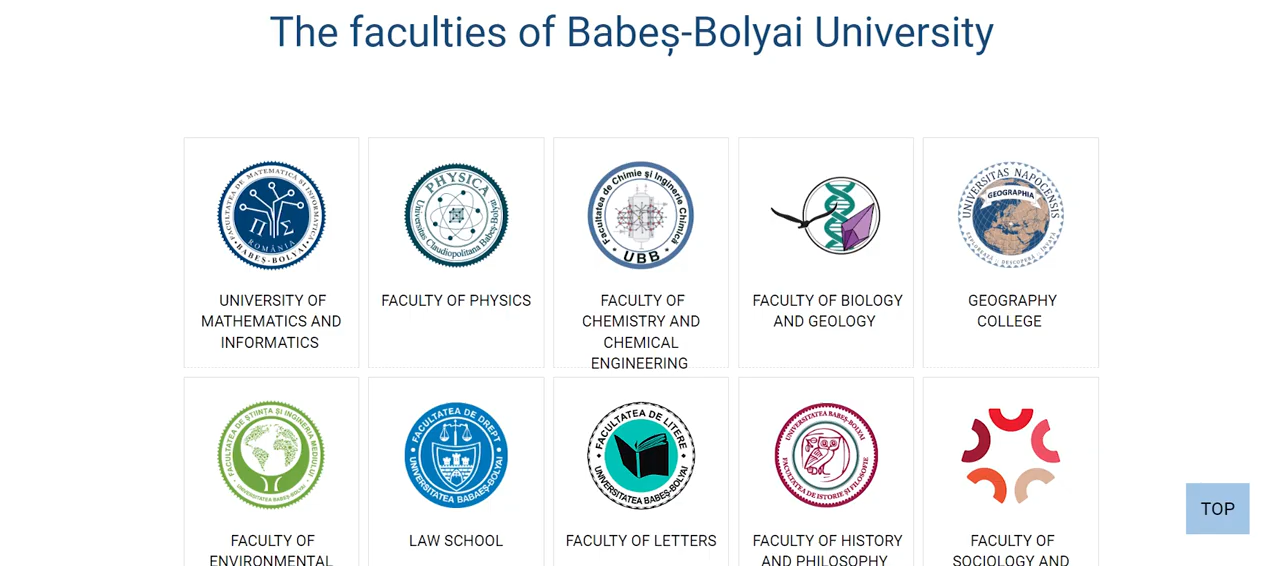 The faculties of Babeș-Bolyai University
FACULTATEA DE MATEMATICĂ ȘI INFORMATICĂ
ROMÂNIA
BABEȘ-BOLYAI
UNIVERSITY OF
MATHEMATICS AND
INFORMATICS
PHYSICA
Universitas Claudiopolitana Babeș-Bolyai
FACULTY OF PHYSICS
Facultatea de Chimie și Inginerie Chimică
UBB
FACULTY OF
CHEMISTRY AND
CHEMICAL
ENGINEERING
FACULTY OF BIOLOGY
AND GEOLOGY
UNIVERSITAS NAPOCENSIS
GEOGRAPHIA
GEOGRAPHY
COLLEGE
FACULTATEA DE ȘTIINȚA ȘI INGINERIA MEDIULUI
UNIVERSITATEA BABEȘ-BOLYAI
FACULTY OF
ENVIRONMENTAL
FACULTATEA DE DREPT
UNIVERSITATEA BABAEȘ-BOLYAI
LAW SCHOOL
FACULTATEA DE LITERE
UNIVERSITATEA BABEȘ-BOLYAI
FACULTY OF LETTERS
UNIVERSITATEA BABEȘ-BOLYAI
FACULTATEA DE ISTORIE ȘI FILOSOFIE
FACULTY OF HISTORY
AND PHILOSOPHY
FACULTY OF
SOCIOLOGY AND
TOP